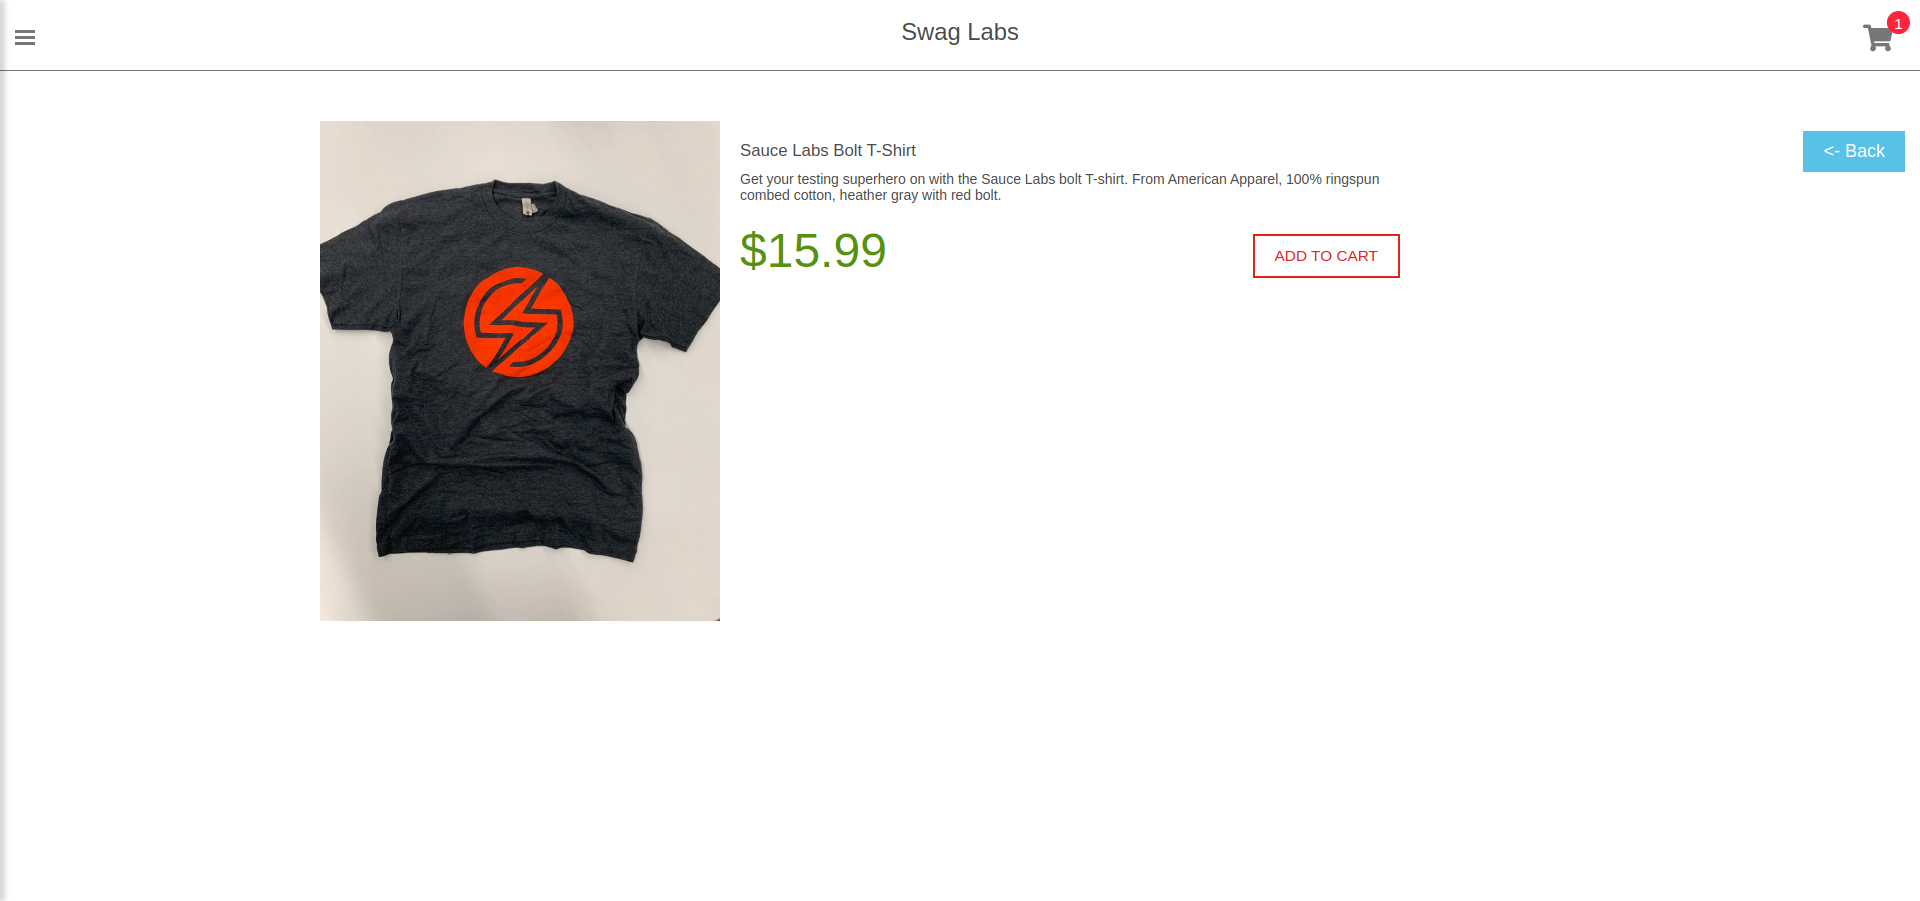 Swag Labs
1
Sauce Labs Bolt T-Shirt
<- Back
Get your testing superhero on with the Sauce Labs bolt T-shirt. From American Apparel, 100% ringspun
combed cotton, heather gray with red bolt.
$15.99
ADD TO CART